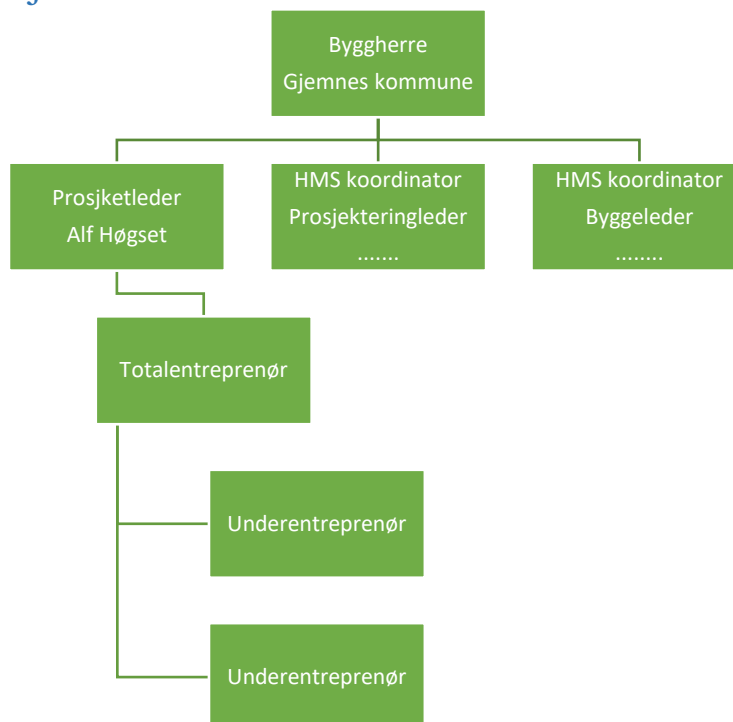 Byggherre
Gjemnes kommune
Prosjketleder
Alf Høgset
HMS koordinator
Prosjekteringleder
.......
HMS koordinator
Byggeleder
........
Totalentreprenør
Underentreprenør
Underentreprenør